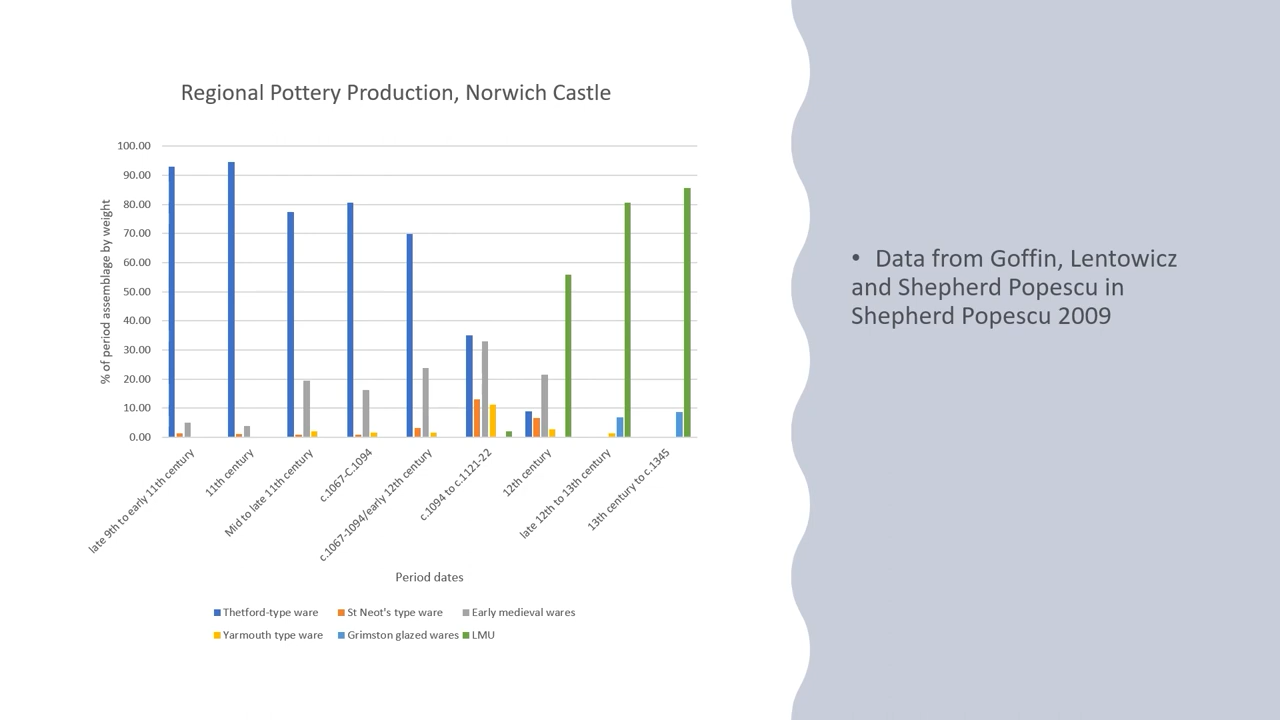 Regional Pottery Production, Norwich Castle
% of period assemblage by weight
100.00
90.00
80.00
70.00
60.00
50.00
40.00
30.00
20.00
10.00
0.00
late 9th to early 11th century
11th century
Mid to late 11th century
c.1067-C.1094
c.1067-1094/early 12th century
c.1094 to c.1121-22
12th century
late 12th to 13th century
13th century to c.1345
Period dates
Thetford-type ware St Neot's type ware Early medieval wares
Yarmouth type ware Grimston glazed wares LMU
• Data from Goffin, Lentowicz
and Shepherd Popescu in
Shepherd Popescu 2009